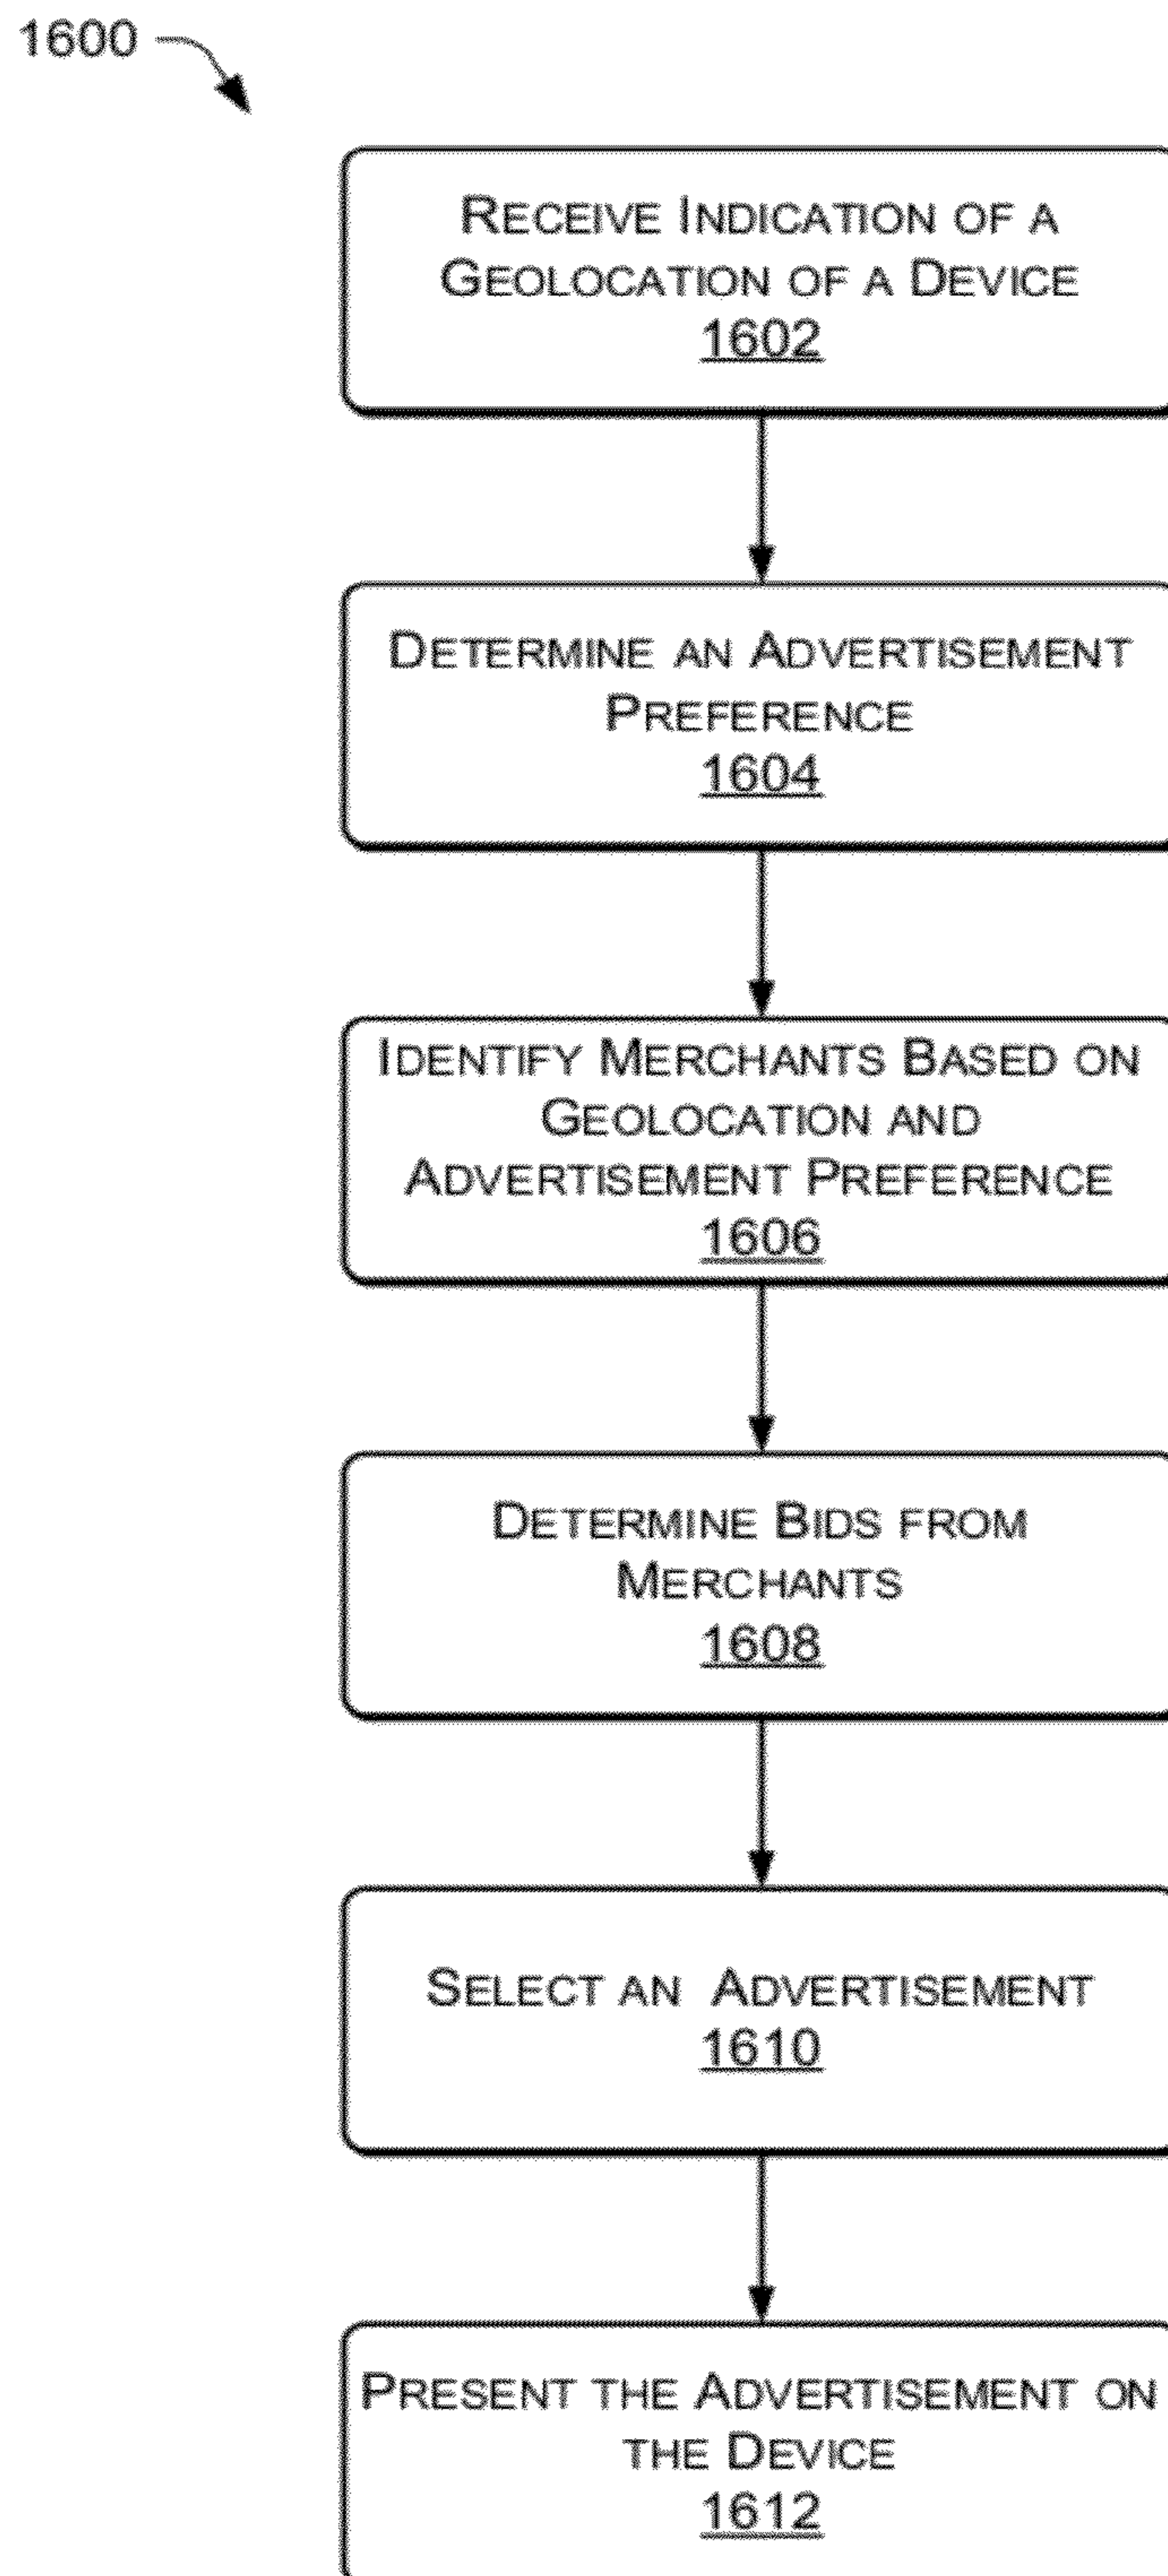 1600
RECEIVE INDICATION OF A
GEOLOCATION OF A DEVICE
1602
DETERMINE AN ADVERTISEMENT
PREFERENCE
1604
IDENTIFY MERCHANTS BASED ON
GEOLOCATION AND
ADVERTISEMENT PREFERENCE
1606
DETERMINE BIDS FROM
MERCHANTS
1608
SELECT AN ADVERTISEMENT
1610
PRESENT THE ADVERTISEMENT ON
THE DEVICE
1612